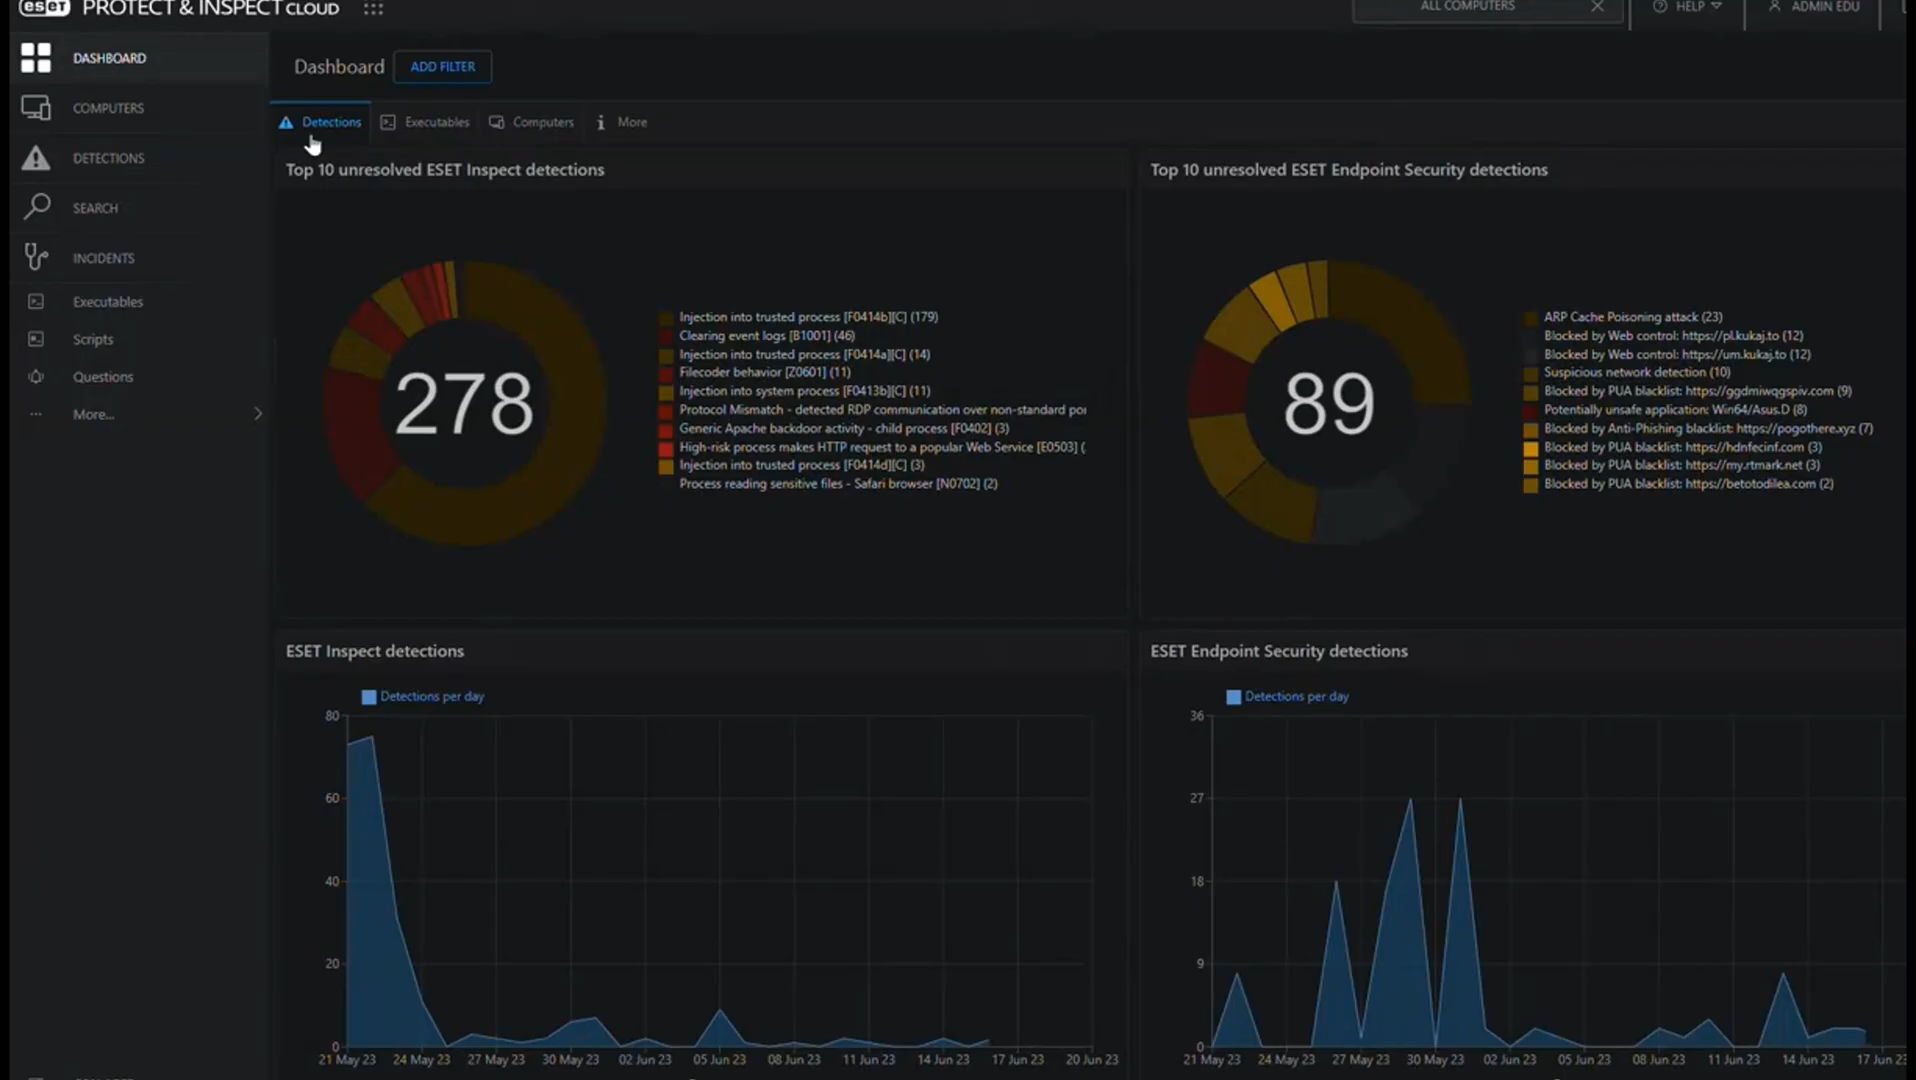 eseT PROTECT & INSPECT CLOUD
ALL COMPUTERS
HELP
ADMIN EDU
DASHBOARD
COMPUTERS
DETECTIONS
SEARCH
INCIDENTS
Executables
Scripts
Questions
More...
Dashboard
ADD FILTER
Detections
Executables
Computers
More
Top 10 unresolved ESET Inspect detections
278
Injection into trusted process [F0414b][C] (179)
Clearing event logs [B1001] (46)
Injection into trusted process [F0414a][C] (14)
Filecoder behavior [Z0601] (11)
Injection into system process [F0413b][C] (11)
Protocol Mismatch - detected RDP communication over non-standard por
Generic Apache backdoor activity - child process [F0402] (3)
High-risk process makes HTTP request to a popular Web Service [E0503] (
Injection into trusted process [F0414d][C] (3)
Process reading sensitive files - Safari browser [N0702] (2)
Top 10 unresolved ESET Endpoint Security detections
89
ARP Cache Poisoning attack (23)
Blocked by Web control: https://pl.kukaj.to (12)
Blocked by Web control: https://um.kukaj.to (12)
Suspicious network detection (10)
Blocked by PUA blacklist: https://ggdmiwqgspiv.com (9)
Potentially unsafe application: Win64/Asus.D (8)
Blocked by Anti-Phishing blacklist: https://pogothere.xyz (7)
Blocked by PUA blacklist: https://hdnfecinf.com (3)
Blocked by PUA blacklist: https://my.rtmark.net (3)
Blocked by PUA blacklist: https://betotodilea.com (2)
ESET Inspect detections
Detections per day
80
60
40
20
0
21 May 23 24 May 23 27 May 23 30 May 23 02 Jun 23 05 Jun 23 08 Jun 23 11 Jun 23 14 Jun 23 17 Jun 23 20 Jun 23
ESET Endpoint Security detections
Detections per day
36
27
18
9
0
21 May 23 24 May 23 27 May 23 30 May 23 02 Jun 23 05 Jun 23 08 Jun 23 11 Jun 23 14 Jun 23 17 Jun 23